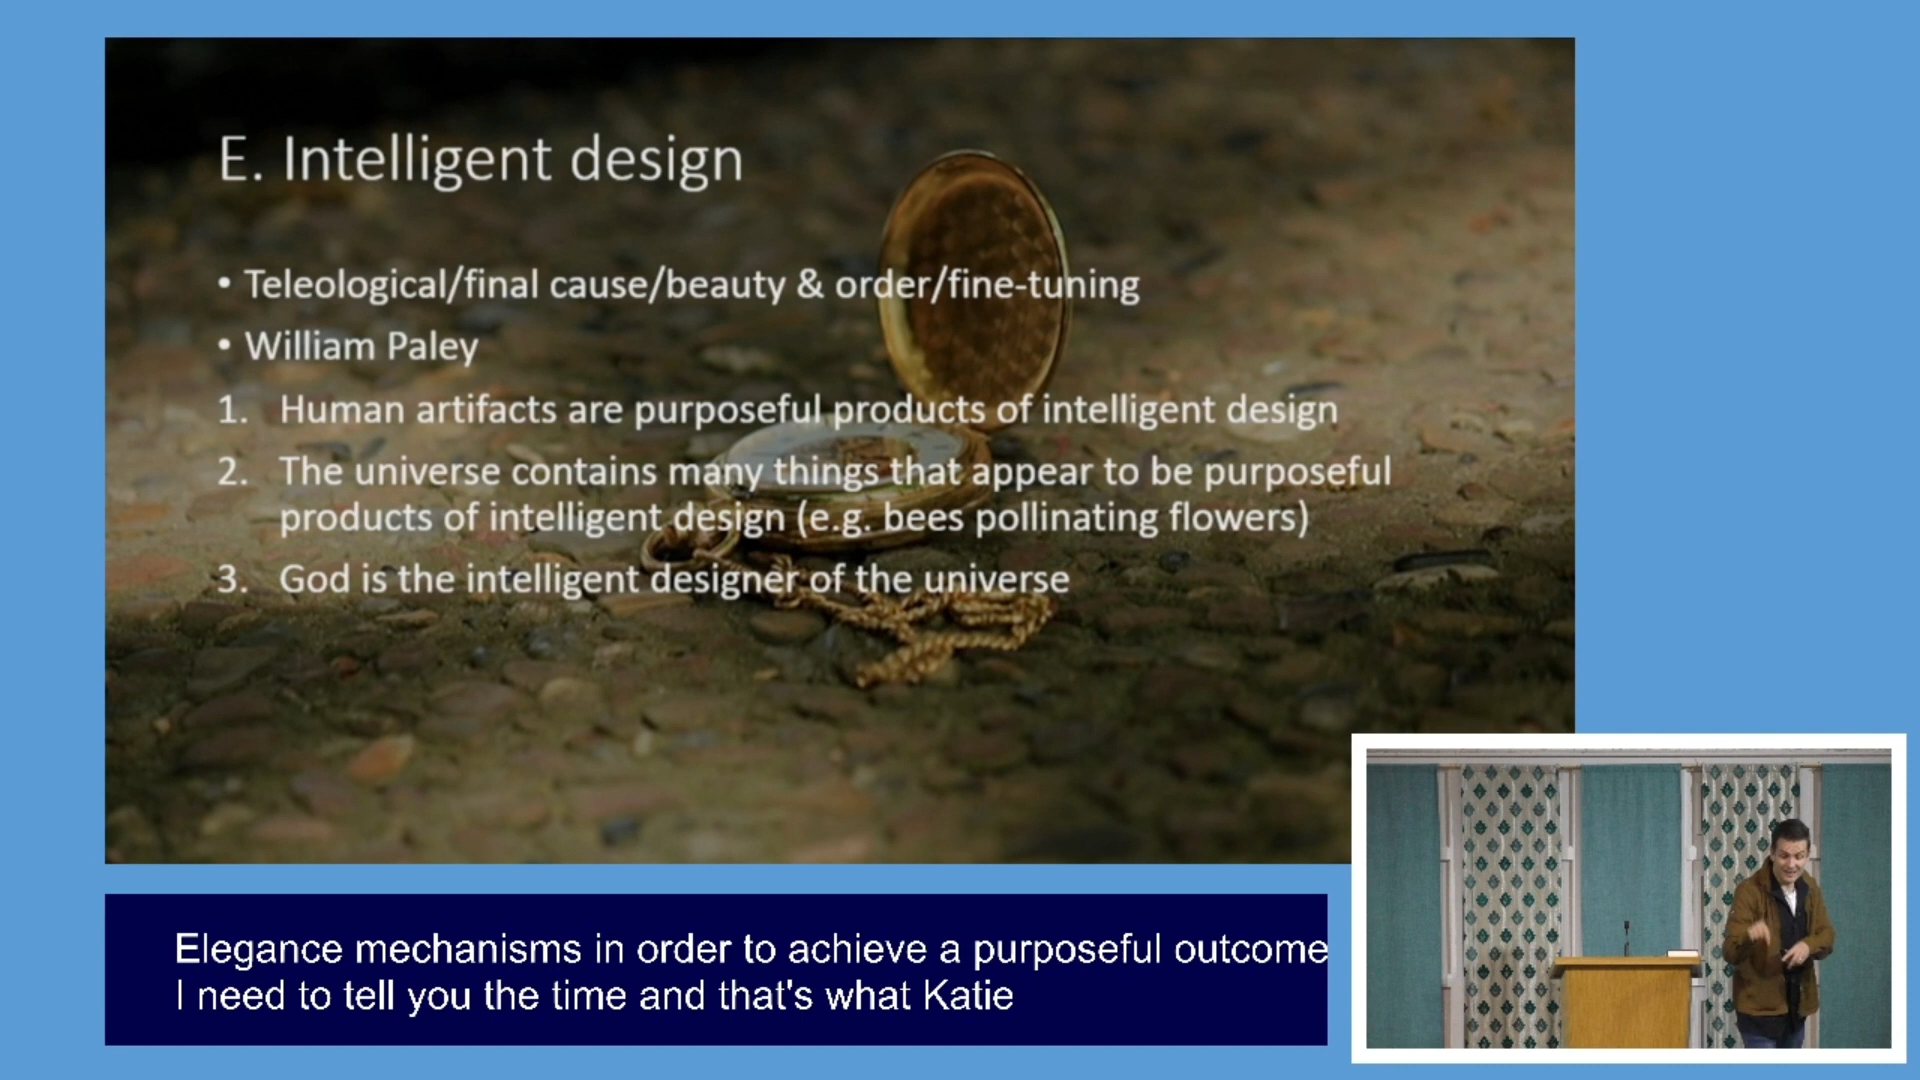 E. Intelligent design
• Teleological/final cause/beauty & order/fine-tuning
• William Paley
1. Human artifacts are purposeful products of intelligent design
2. The universe contains many things that appear to be purposeful
products of intelligent design (e.g. bees pollinating flowers)
3. God is the intelligent designer of the universe
Elegance mechanisms in order to achieve a purposeful outcome
I need to tell you the time and that's what Katie